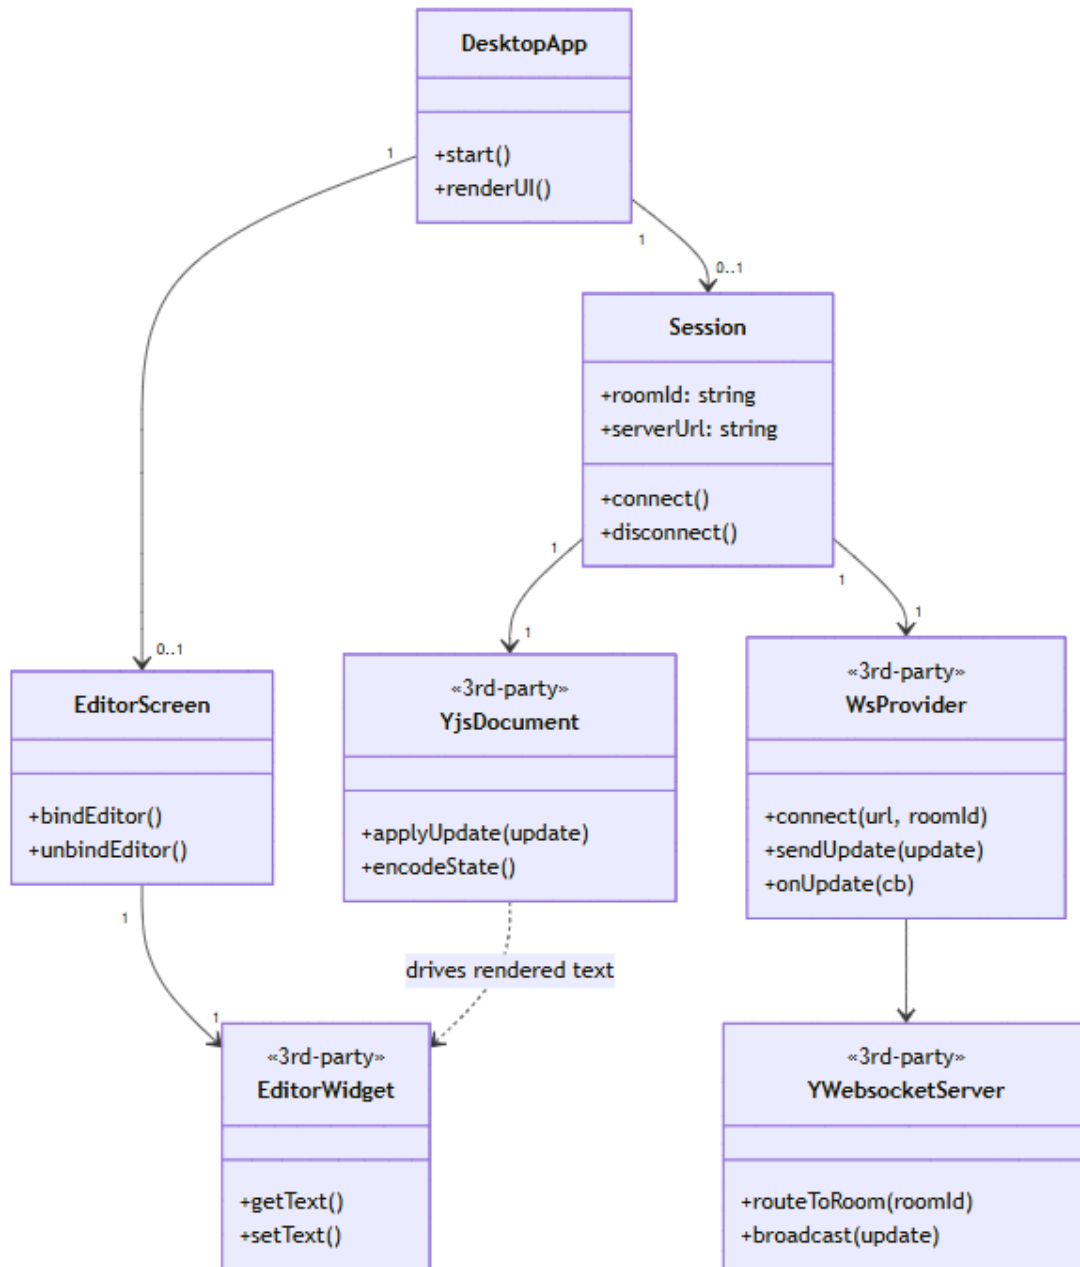 DesktopApp
+start()
+renderUI()
1
1
0..1
Session
+roomId: string
+serverUrl: string
+connect()
+disconnect()
1
1
1
1
0..1
EditorScreen
+bindEditor()
+unbindEditor()
«3rd-party»
YjsDocument
+applyUpdate(update)
+encodeState()
«3rd-party»
WsProvider
+connect(url, roomId)
+sendUpdate(update)
+onUpdate(cb)
1
drives rendered text
1
«3rd-party»
EditorWidget
+getText()
+setText()
«3rd-party»
YWebsocketServer
+routeToRoom(roomId)
+broadcast(update)